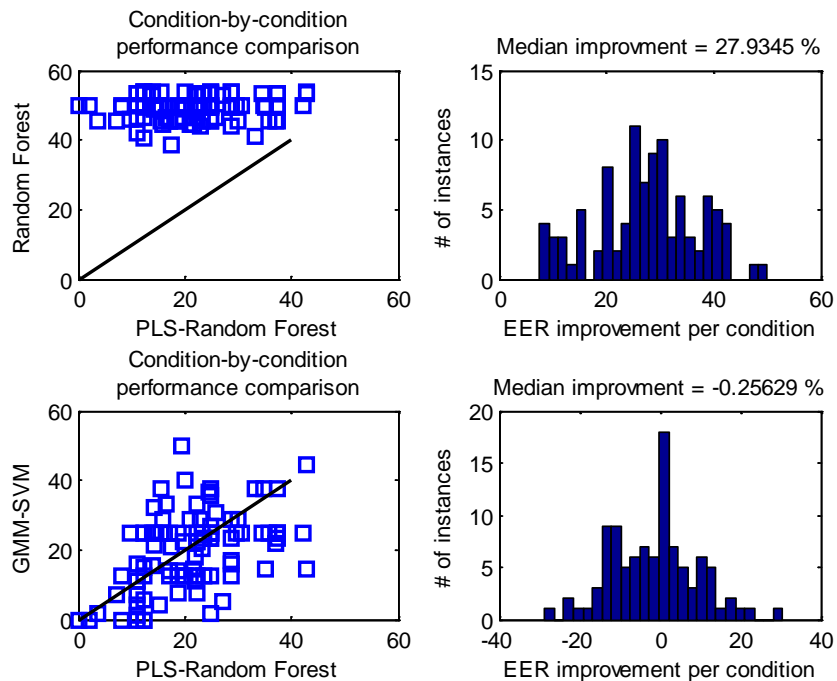 Condition-by-condition
performance comparison
60
40
20
0
0
20
40
60
Random Forest
PLS-Random Forest
Median improvment = 27.9345 %
15
10
5
0
0
20
40
60
# of instances
EER improvement per condition
Condition-by-condition
performance comparison
60
40
20
0
0
20
40
60
GMM-SVM
PLS-Random Forest
Median improvment = -0.25629 %
20
15
10
5
0
-40
-20
0
20
40
# of instances
EER improvement per condition